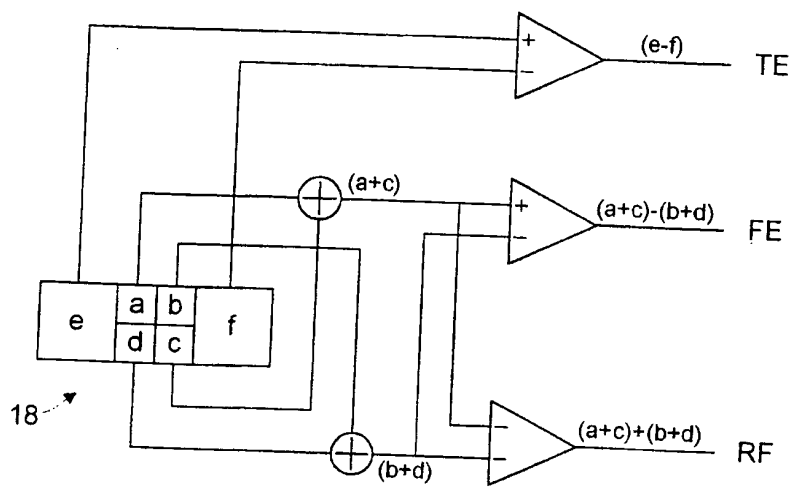 (e-f)
+
−
TE
(a+c)
(a+c)-(b+d)
+
−
FE
e
a
b
d
c
f
18
(a+c)+(b+d)
−
−
RF
(b+d)